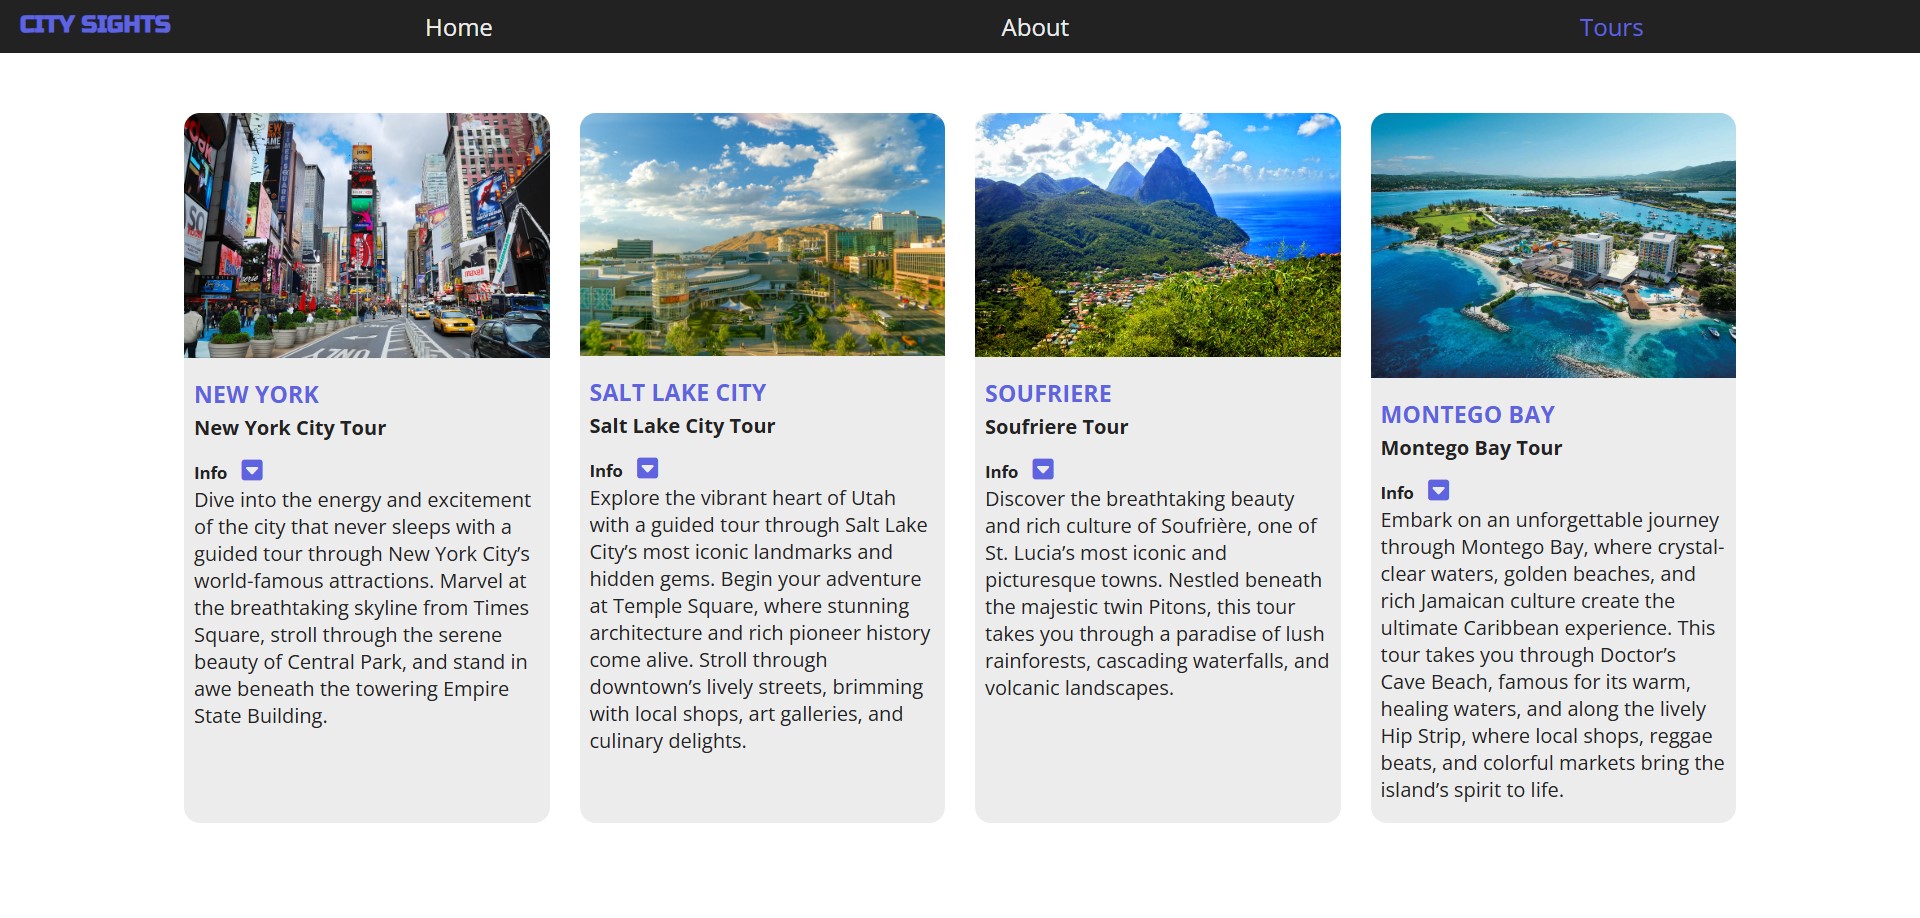 CITY SIGHTS
Home
About
Tours
NEW YORK
New York City Tour
Info
Dive into the energy and excitement
of the city that never sleeps with a
guided tour through New York City’s
world-famous attractions. Marvel at
the breathtaking skyline from Times
Square, stroll through the serene
beauty of Central Park, and stand in
awe beneath the towering Empire
State Building.
SALT LAKE CITY
Salt Lake City Tour
Info
Explore the vibrant heart of Utah
with a guided tour through Salt Lake
City’s most iconic landmarks and
hidden gems. Begin your adventure
at Temple Square, where stunning
architecture and rich pioneer history
come alive. Stroll through
downtown’s lively streets, brimming
with local shops, art galleries, and
culinary delights.
SOUFRIERE
Soufriere Tour
Info
Discover the breathtaking beauty
and rich culture of Soufrière, one of
St. Lucia’s most iconic and
picturesque towns. Nestled beneath
the majestic twin Pitons, this tour
takes you through a paradise of lush
rainforests, cascading waterfalls, and
volcanic landscapes.
MONTEGO BAY
Montego Bay Tour
Info
Embark on an unforgettable journey
through Montego Bay, where crystal-
clear waters, golden beaches, and
rich Jamaican culture create the
ultimate Caribbean experience. This
tour takes you through Doctor’s
Cave Beach, famous for its warm,
healing waters, and along the lively
Hip Strip, where local shops, reggae
beats, and colorful markets bring the
island’s spirit to life.